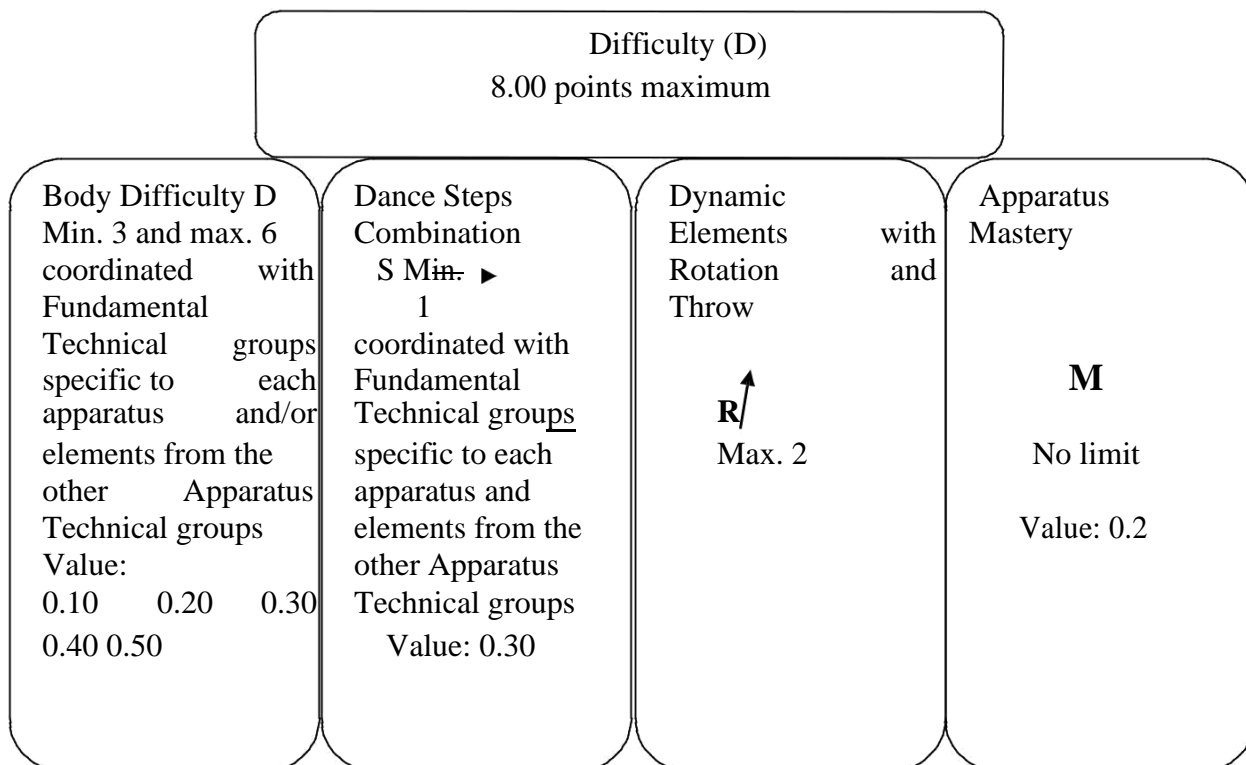 Difficulty (D)
8.00 points maximum
Body Difficulty D
Min. 3 and max. 6
coordinated with
Fundamental
Technical groups
specific to each
apparatus and/or
elements from the
other Apparatus
Technical groups
Value:
0.10 0.20 0.30
0.40 0.50
Dance Steps
Combination
S Min.
1
coordinated with
Fundamental
Technical groups
specific to each
apparatus and
elements from the
other Apparatus
Technical groups
Value: 0.30
Dynamic
Elements with
Rotation and
Throw
R
Max. 2
Apparatus
Mastery
M
No limit
Value: 0.2